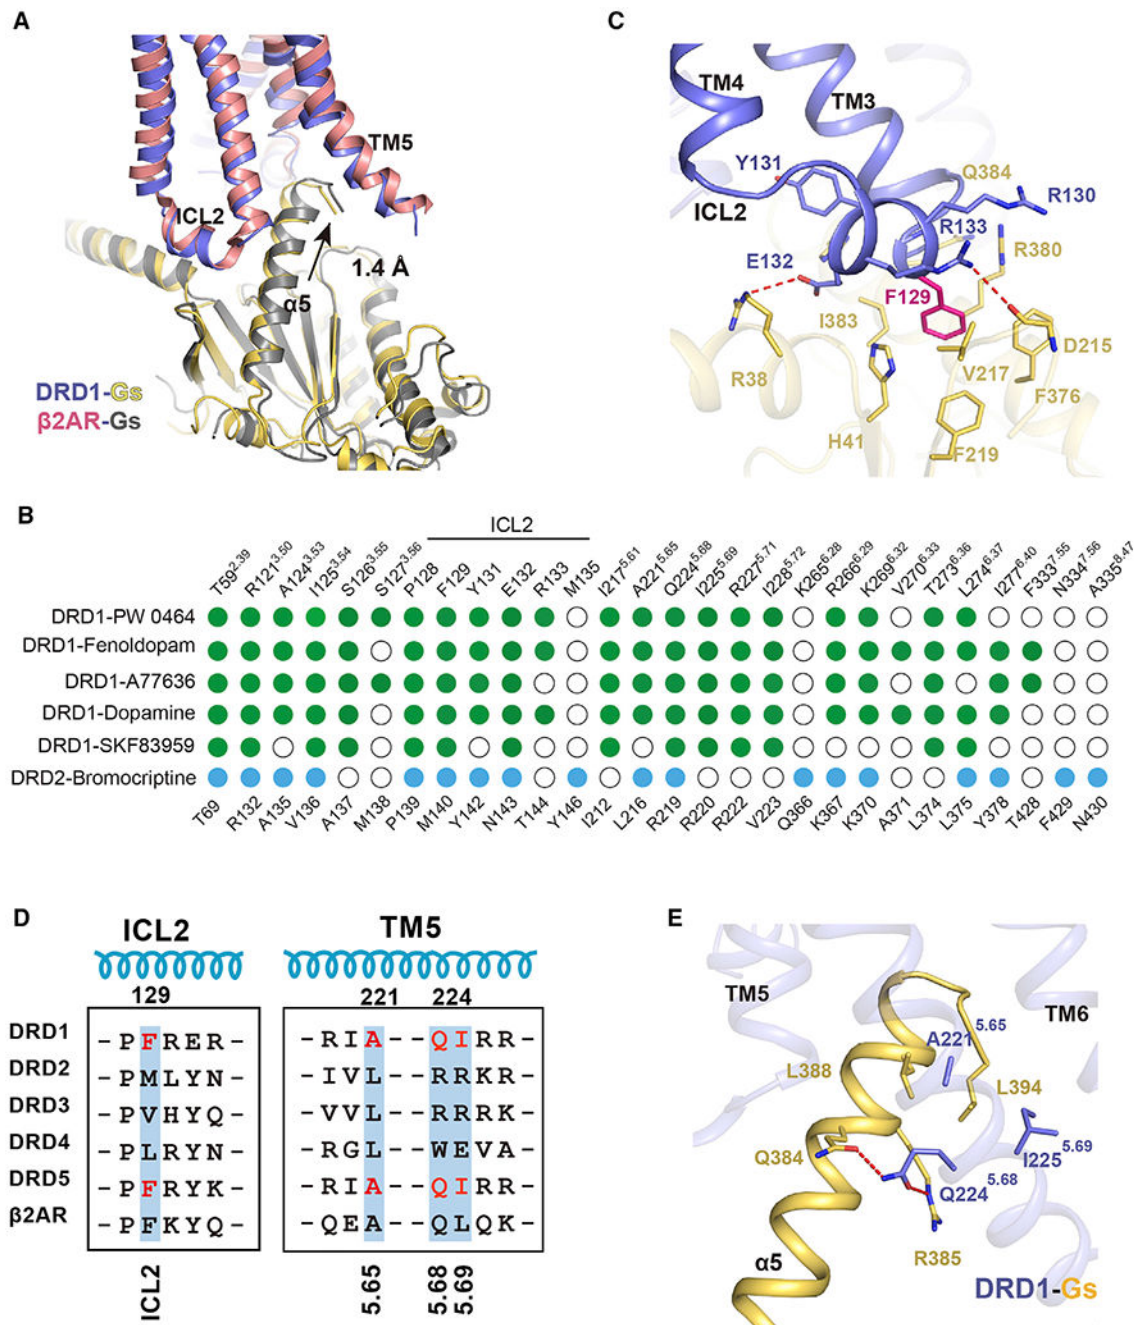 A
TM5
ICL2
1.4 Å
α5
DRD1-Gs
β2AR-Gs
C
TM4
TM3
Y131
Q384
R130
ICL2
R133
R380
E132
F129
I383
D215
R38
V217
F376
H41
F219
B
ICL2
T59^2.39 R121^3.50 A124^3.53 I125^3.54 S126^3.55 S127^3.56 P128 F129 Y131 E132 R133 M135 I217^5.61 A221^5.65 Q224^5.68 I225^5.69 R227^5.71 I228^5.72 K265^6.28 R266^6.29 K269^6.32 V270^6.33 T273^6.36 L274^6.37 I277^6.40 F333^7.55 N334^7.56 A335^8.47
DRD1-PW 0464
DRD1-Fenoldopam
DRD1-A77636
DRD1-Dopamine
DRD1-SKF83959
DRD2-Bromocriptine
T69 R132 A135 V136 A137 M138 P139 M140 Y142 N143 T144 Y146 I212 L216 R219 R220 R222 V223 Q366 K367 K370 A371 L374 L375 Y378 T428 F429 N430
D
ICL2 TM5
129 221 224
DRD1 -PFRER- -RIA--QIRR-
DRD2 -PMLYN- -IVL--RRKR-
DRD3 -PVHYQ- -VVL--RRRK-
DRD4 -PLRYN- -RGL--WEVA-
DRD5 -PFRYK- -RIA--QIRR-
β2AR -PFKYQ- -QEA--QLQK-
ICL2 5.65 5.68 5.69
E
TM5
TM6
A221^5.65
L388
L394
Q384
I225^5.69
Q224^5.68
R385
α5
DRD1-Gs